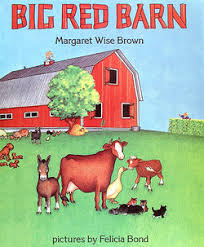 BIG RED BARN
Margaret Wise Brown
pictures by Felicia Bond